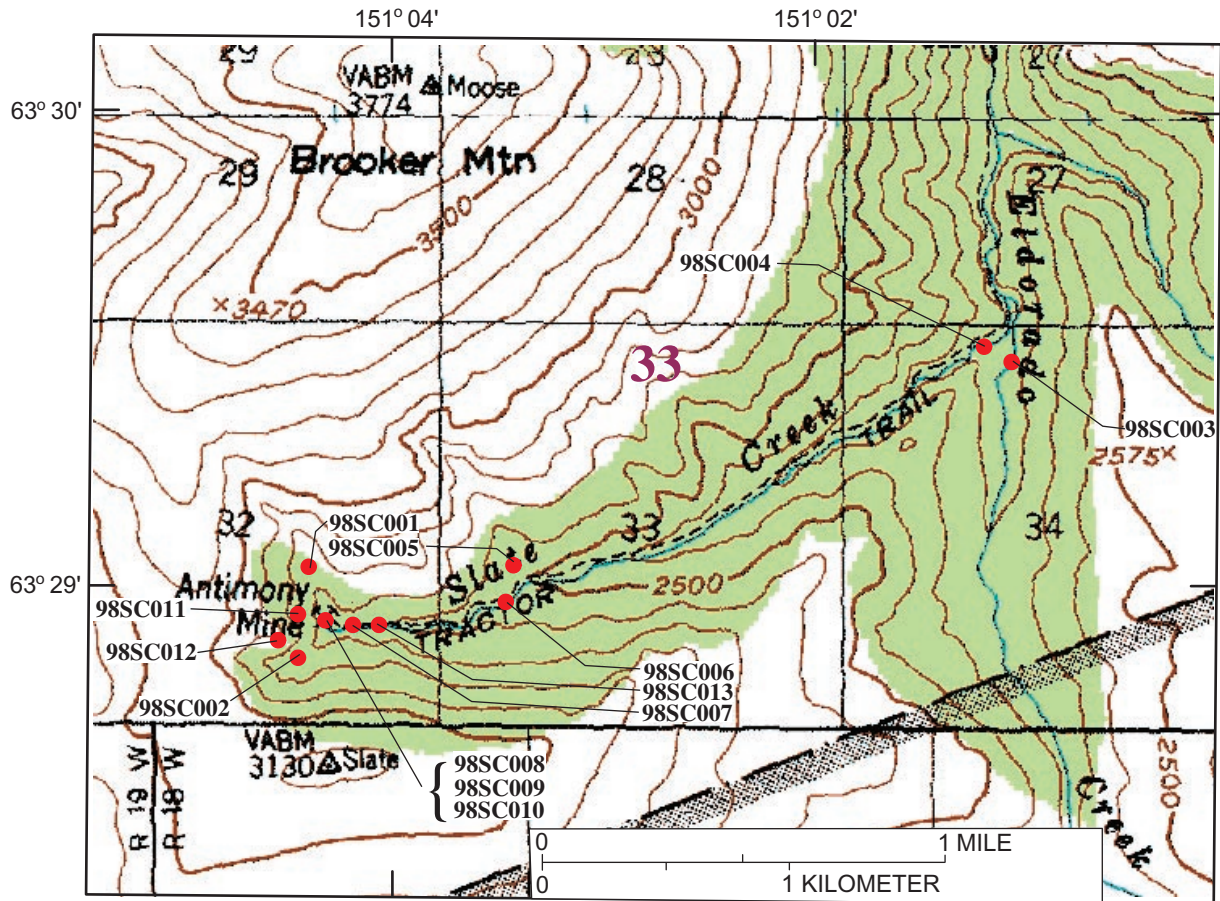 151° 04'
151° 02'
29
28
27
VABM
3774
Moose
63° 30'
Brooker Mtn
29
28
27
3500
3000
Eldorado
98SC004
×3470
33
98SC003
2575×
Creek
TRAIL
32
98SC001
98SC005
Slate
33
34
63° 29'
Antimony
Mine
2500
98SC011
TRACTOR
98SC012
98SC006
98SC013
98SC002
98SC007
VABM
3130
Slate
98SC008
98SC009
98SC010
R 19 W
R 18 W
2500
Creek
0
1 MILE
0
1 KILOMETER